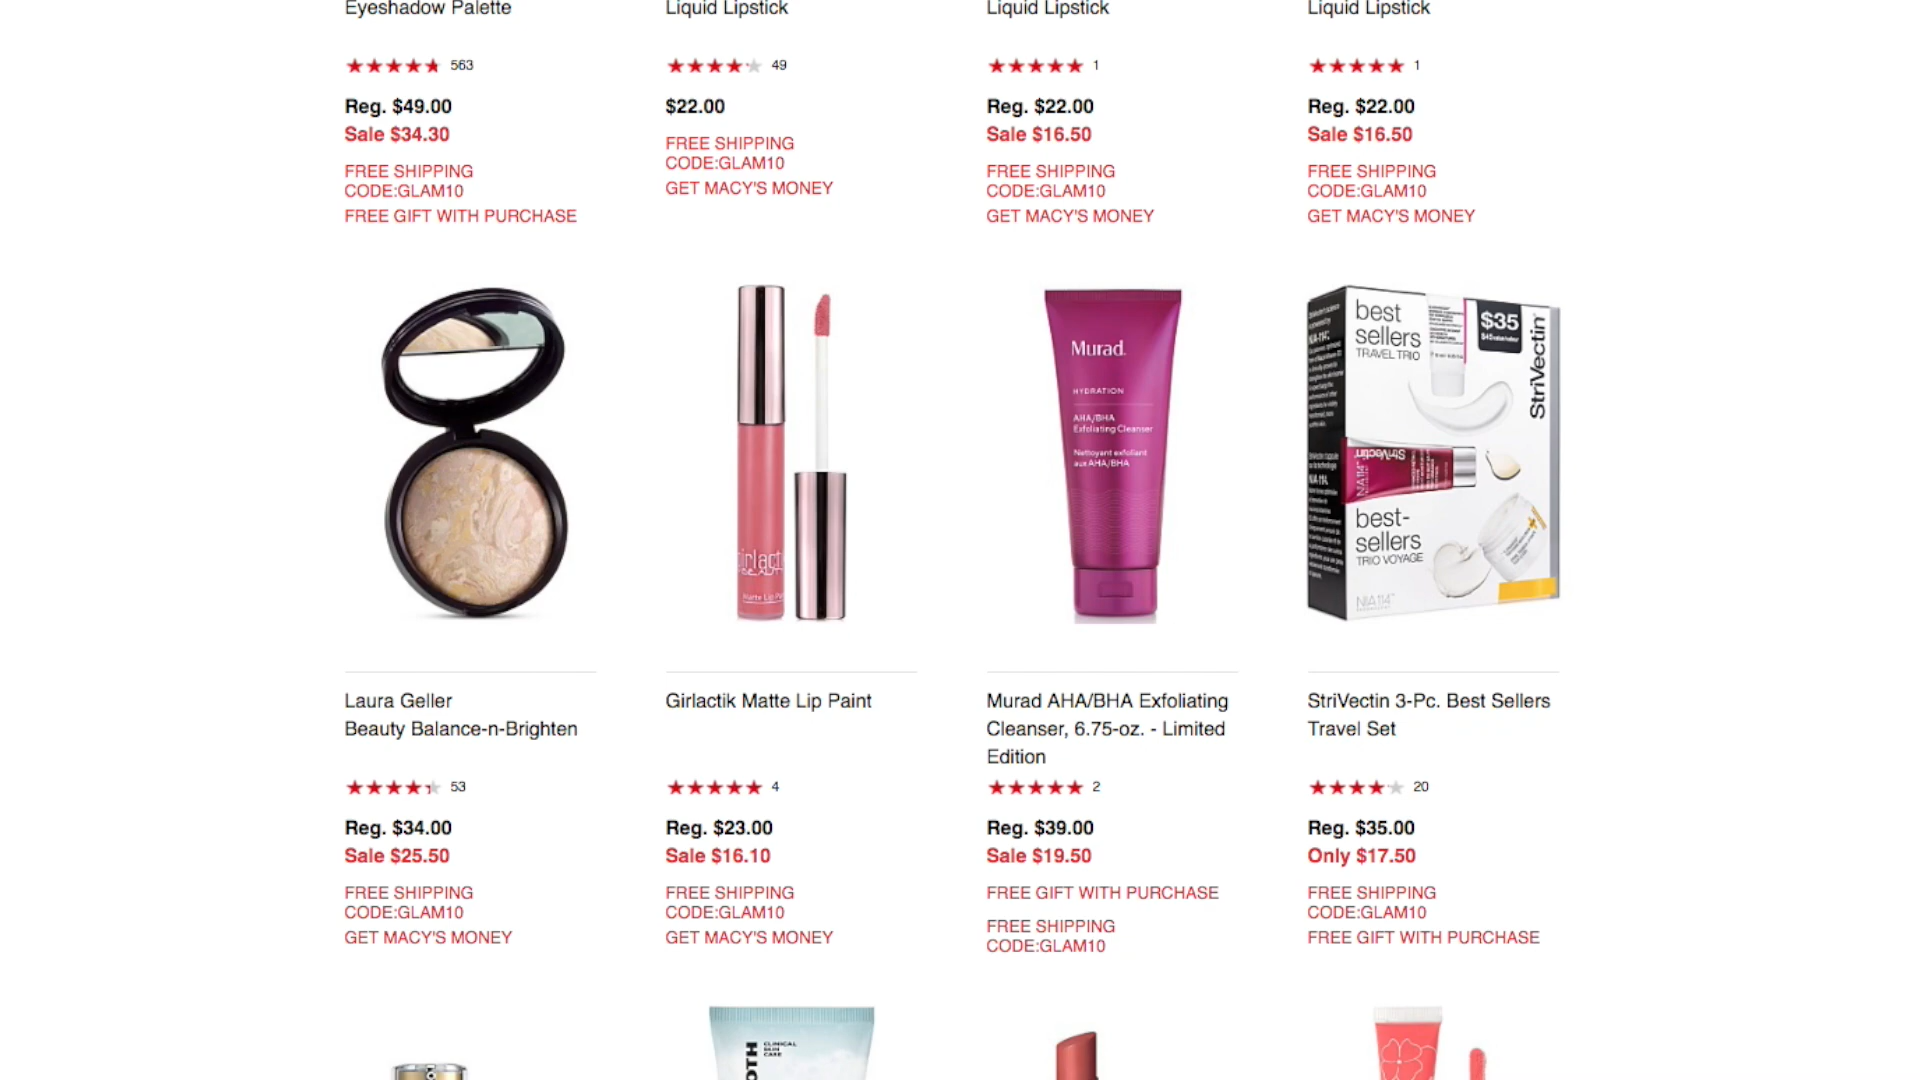 Eyeshadow Palette
Liquid Lipstick
Liquid Lipstick
Liquid Lipstick
563
49
1
1
Reg. $49.00
Sale $34.30
FREE SHIPPING
CODE:GLAM10
FREE GIFT WITH PURCHASE
$22.00
FREE SHIPPING
CODE:GLAM10
GET MACY'S MONEY
Reg. $22.00
Sale $16.50
FREE SHIPPING
CODE:GLAM10
GET MACY'S MONEY
Reg. $22.00
Sale $16.50
FREE SHIPPING
CODE:GLAM10
GET MACY'S MONEY
Murad.
HYDRATION
AHA/BHA
Exfoliating Cleanser
Nettoyant exfoliant
aux AHA/BHA
best
sellers
TRAVEL TRIO
$35
StriVectin
StriVectin
best-
sellers
TRIO VOYAGE
NIA114
Laura Geller
Beauty Balance-n-Brighten
53
Reg. $34.00
Sale $25.50
FREE SHIPPING
CODE:GLAM10
GET MACY'S MONEY
Girlactik Matte Lip Paint
4
Reg. $23.00
Sale $16.10
FREE SHIPPING
CODE:GLAM10
GET MACY'S MONEY
Murad AHA/BHA Exfoliating
Cleanser, 6.75-oz. - Limited
Edition
2
Reg. $39.00
Sale $19.50
FREE GIFT WITH PURCHASE
FREE SHIPPING
CODE:GLAM10
StriVectin 3-Pc. Best Sellers
Travel Set
20
Reg. $35.00
Only $17.50
FREE SHIPPING
CODE:GLAM10
FREE GIFT WITH PURCHASE
CLINICAL
SKIN
CARE